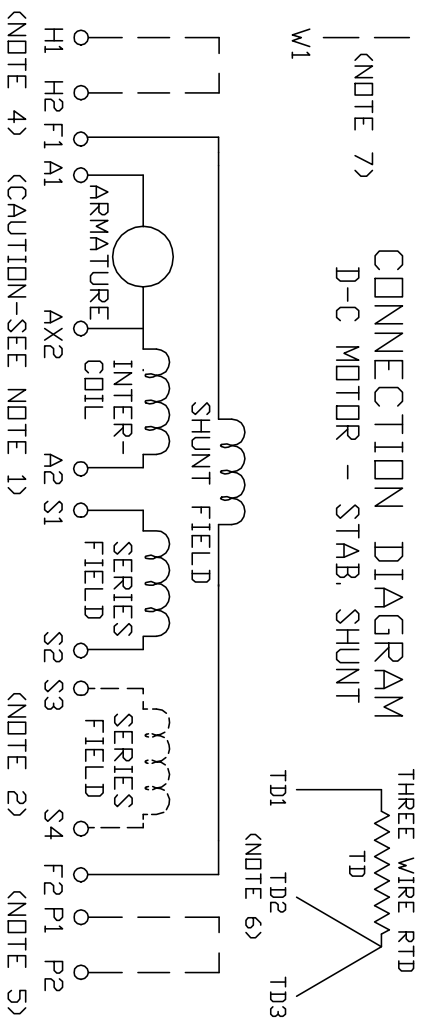 CONNECTION DIAGRAM
D-C MOTOR - STAB. SHUNT
W1
(NOTE 7)
THREE WIRE RTD
TD
TD1 TD2 TD3
(NOTE 6)
SHUNT FIELD
ARMATURE
INTER-
COIL
SERIES
FIELD
SERIES
FIELD
H1 H2 F1 A1 AX2 A2 S1 S2 S3 S4 F2 P1 P2
(NOTE 4) (CAUTION-SEE NOTE 1) (NOTE 2) (NOTE 5)